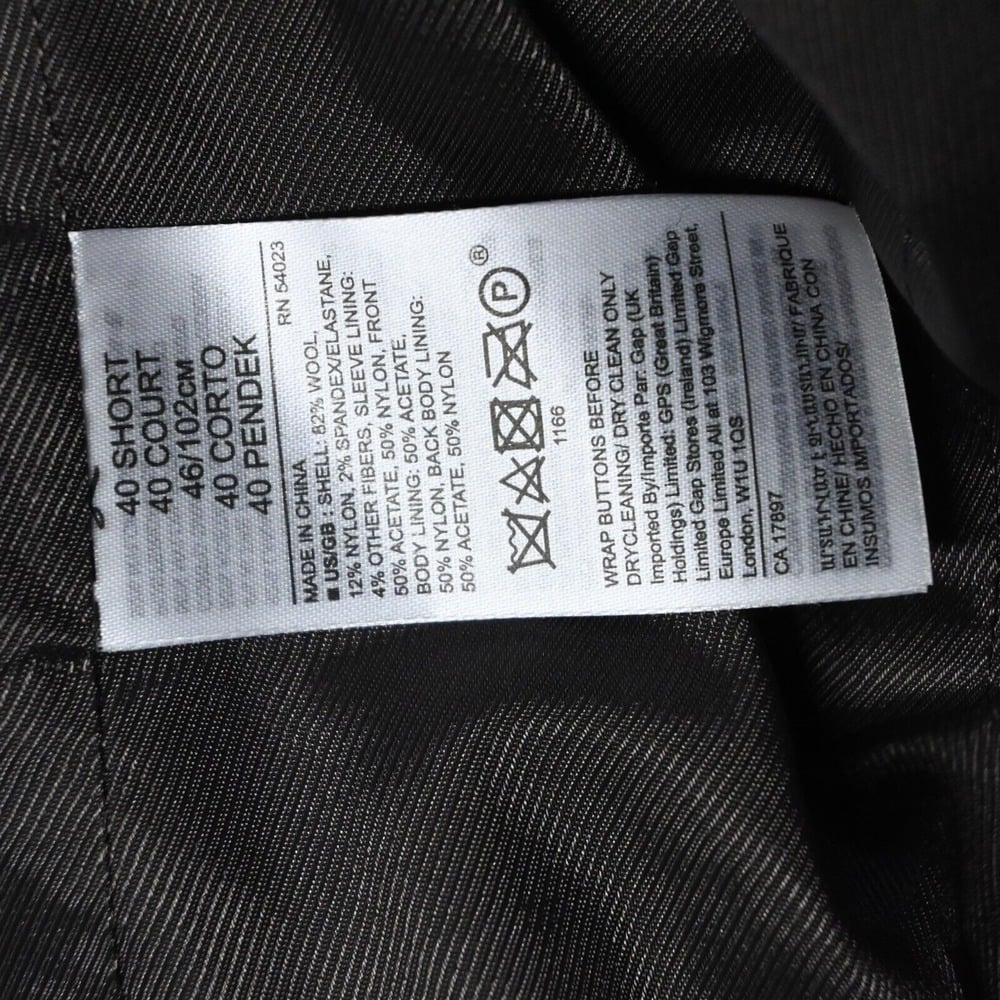 40 SHORT
40 COURT
46/102CM
40 CORTO
40 PENDEK
RN 54023
MADE IN CHINA
■ US/GB : SHELL: 82% WOOL,
12% NYLON, 2% SPANDEX/ELASTANE,
4% OTHER FIBERS, SLEEVE LINING:
50% ACETATE, 50% NYLON, FRONT
BODY LINING: 50% ACETATE,
50% NYLON, BACK BODY LINING:
50% ACETATE, 50% NYLON
P ®
1166
WRAP BUTTONS BEFORE
DRYCLEANING/ DRY CLEAN ONLY
Imported By/Importe Par: Gap (UK
Holdings) Limited: GPS (Great Britain)
Limited Gap Stores (Ireland) Limited Gap
Europe Limited All at 103 Wigmore Street,
London, W1U 1QS
CA 17897
FABRIQUE
EN CHINE/ HECHO EN CHINA CON
INSUMOS IMPORTADOS/